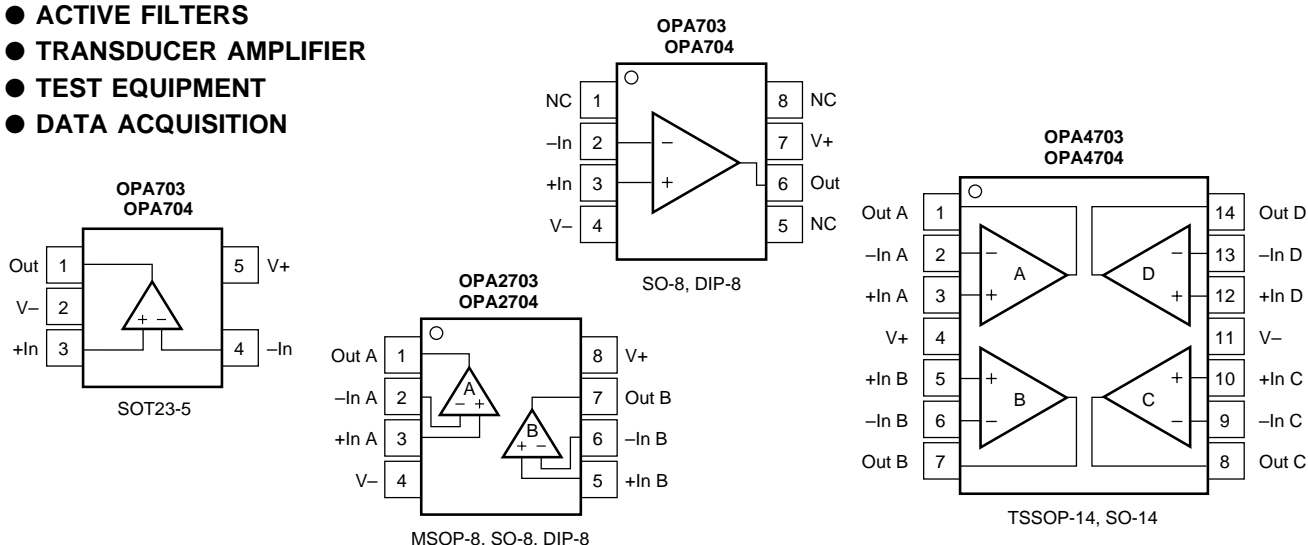 ● ACTIVE FILTERS
● TRANSDUCER AMPLIFIER
● TEST EQUIPMENT
● DATA ACQUISITION
OPA703
OPA704
Out 1
V– 2
+In 3
5 V+
4 –In
+ –
SOT23-5
OPA2703
OPA2704
Out A 1
–In A 2
+In A 3
V– 4
8 V+
7 Out B
6 –In B
5 +In B
A
– +
B
+ –
MSOP-8, SO-8, DIP-8
OPA703
OPA704
NC 1
–In 2
+In 3
V– 4
8 NC
7 V+
6 Out
5 NC
–
+
SO-8, DIP-8
OPA4703
OPA4704
Out A 1
–In A 2
+In A 3
V+ 4
+In B 5
–In B 6
Out B 7
14 Out D
13 –In D
12 +In D
11 V–
10 +In C
9 –In C
8 Out C
–
A
+
–
D
+
+
B
–
+
C
–
TSSOP-14, SO-14